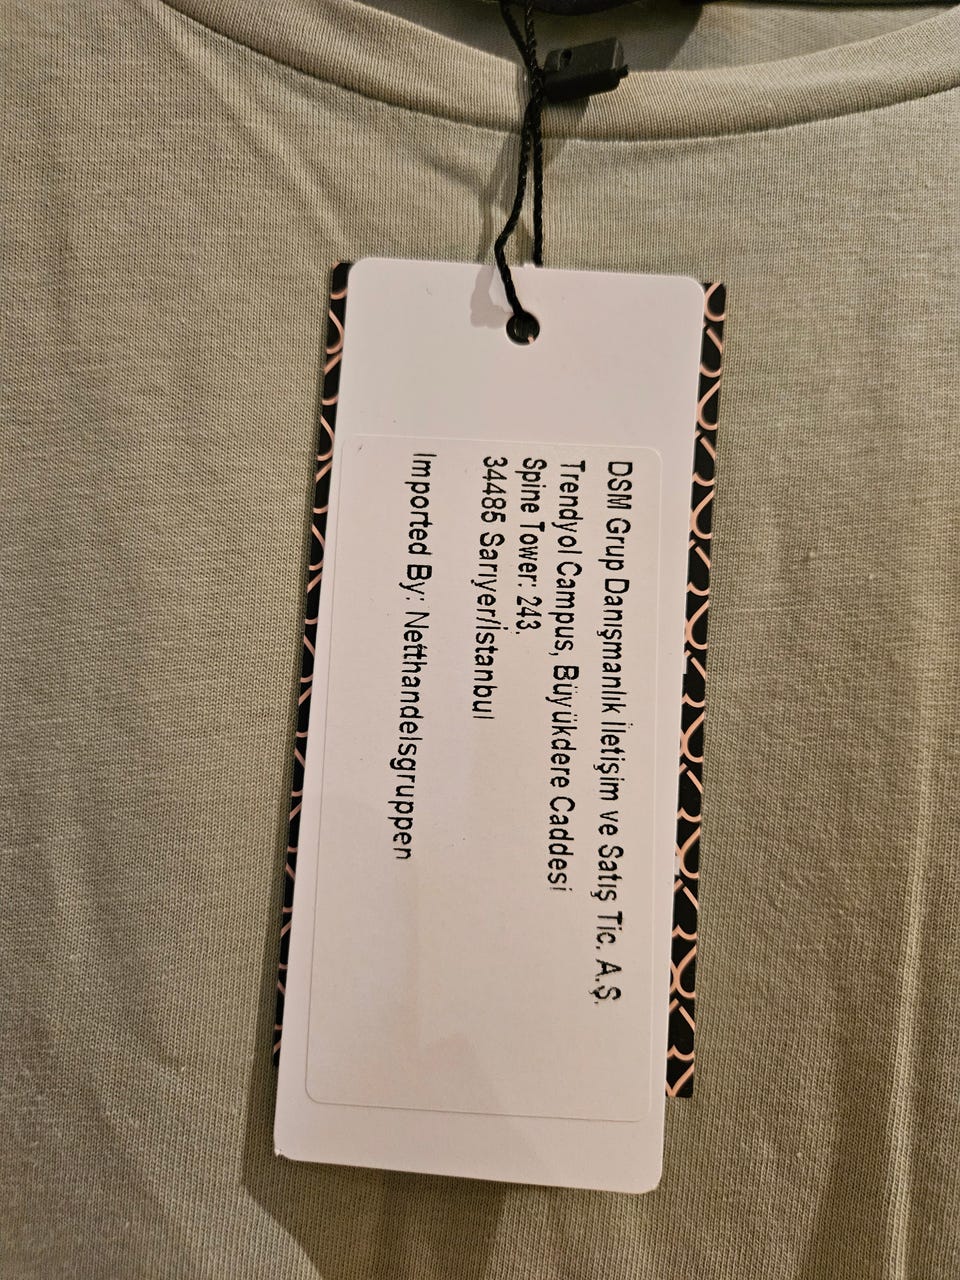 DSM Grup Danışmanlık İletişim ve Satış Tic. A.Ş.
Trendyol Campus, Büyükdere Caddesi
Spine Tower: 243.
34485 Sarıyer/İstanbul
Imported By: Netthandelsgruppen